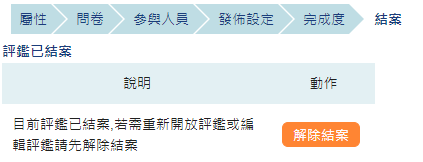 屬性 問卷 參與人員 發佈設定 完成度 結案
評鑑已結案
說明 動作
目前評鑑已結案,若需重新開放評鑑或編
輯評鑑請先解除結案
解除結案